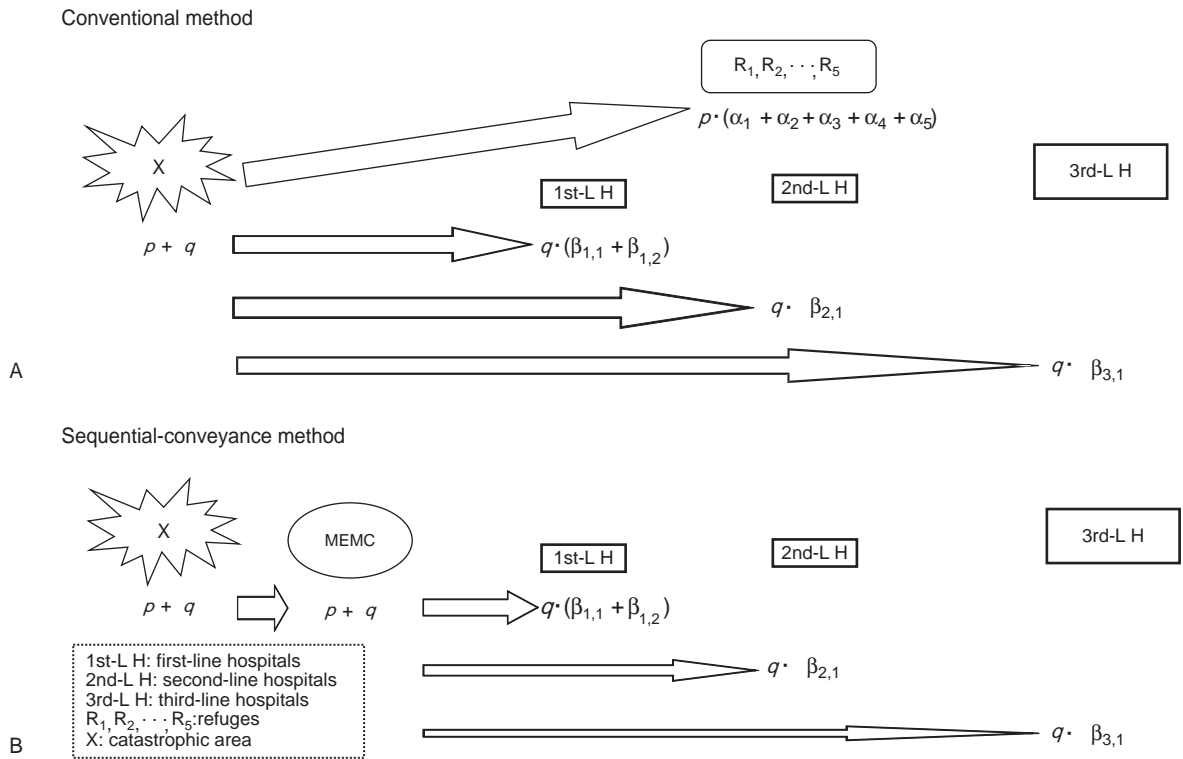 Conventional method
R₁, R₂, · · ·, R₅
p · (α₁ + α₂ + α₃ + α₄ + α₅)
X
1st-L H
2nd-L H
3rd-L H
p + q
q · (β₁,₁ + β₁,₂)
q · β₂,₁
A
q · β₃,₁
Sequential-conveyance method
X
MEMC
1st-L H
2nd-L H
3rd-L H
p + q
p + q
q · (β₁,₁ + β₁,₂)
1st-L H: first-line hospitals
2nd-L H: second-line hospitals
3rd-L H: third-line hospitals
R₁, R₂, · · ·, R₅:refuges
X: catastrophic area
q · β₂,₁
B
q · β₃,₁